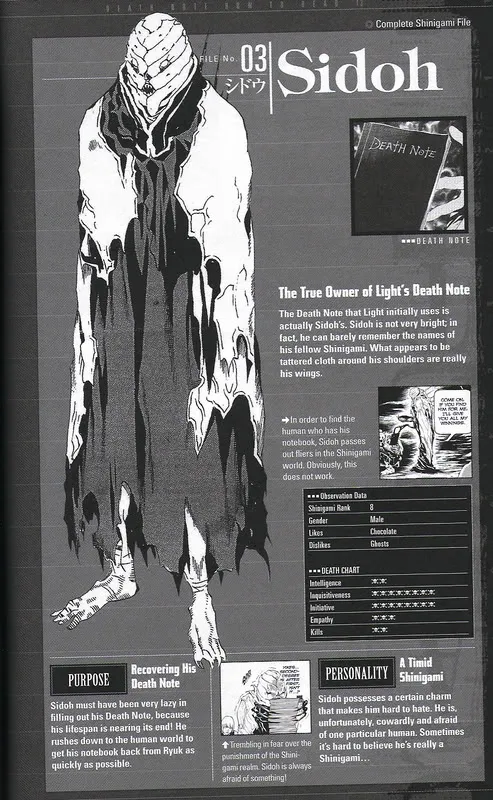 DEATH NOTE HOW TO READ 13
Complete Shinigami File
FILE No. 03
シドウ
Sidoh
DEATH NOTE
DEATH NOTE
The True Owner of Light's Death Note
The Death Note that Light initially uses is
actually Sidoh's. Sidoh is not very bright; in
fact, he can barely remember the names of
his fellow Shinigami. What appears to be
tattered cloth around his shoulders are really
his wings.
COME ON,
IF YOU FIND
HIM FOR ME,
I'LL GIVE
YOU ALL MY
WINNINGS.
In order to find the
human who has his
notebook, Sidoh passes
out fliers in the Shinigami
world. Obviously, this
does not work.
Observation Data
Shinigami Rank 8
Gender Male
Likes Chocolate
Dislikes Ghosts
DEATH CHART
Intelligence
Inquisitiveness
Initiative
Empathy
Kills
PURPOSE
Recovering His
Death Note
Sidoh must have been very lazy in
filling out his Death Note, because
his lifespan is nearing its end! He
rushes down to the human world to
get his notebook back from Ryuk as
quickly as possible.
YIKES...
SECOND-
DEGREE
IS AFTER
FIRST,
Trembling in fear over the
punishment of the Shini-
gami realm. Sidoh is always
afraid of something!
PERSONALITY
A Timid
Shinigami
Sidoh possesses a certain charm
that makes him hard to hate. He is,
unfortunately, cowardly and afraid
of one particular human. Sometimes
it's hard to believe he's really a
Shinigami...